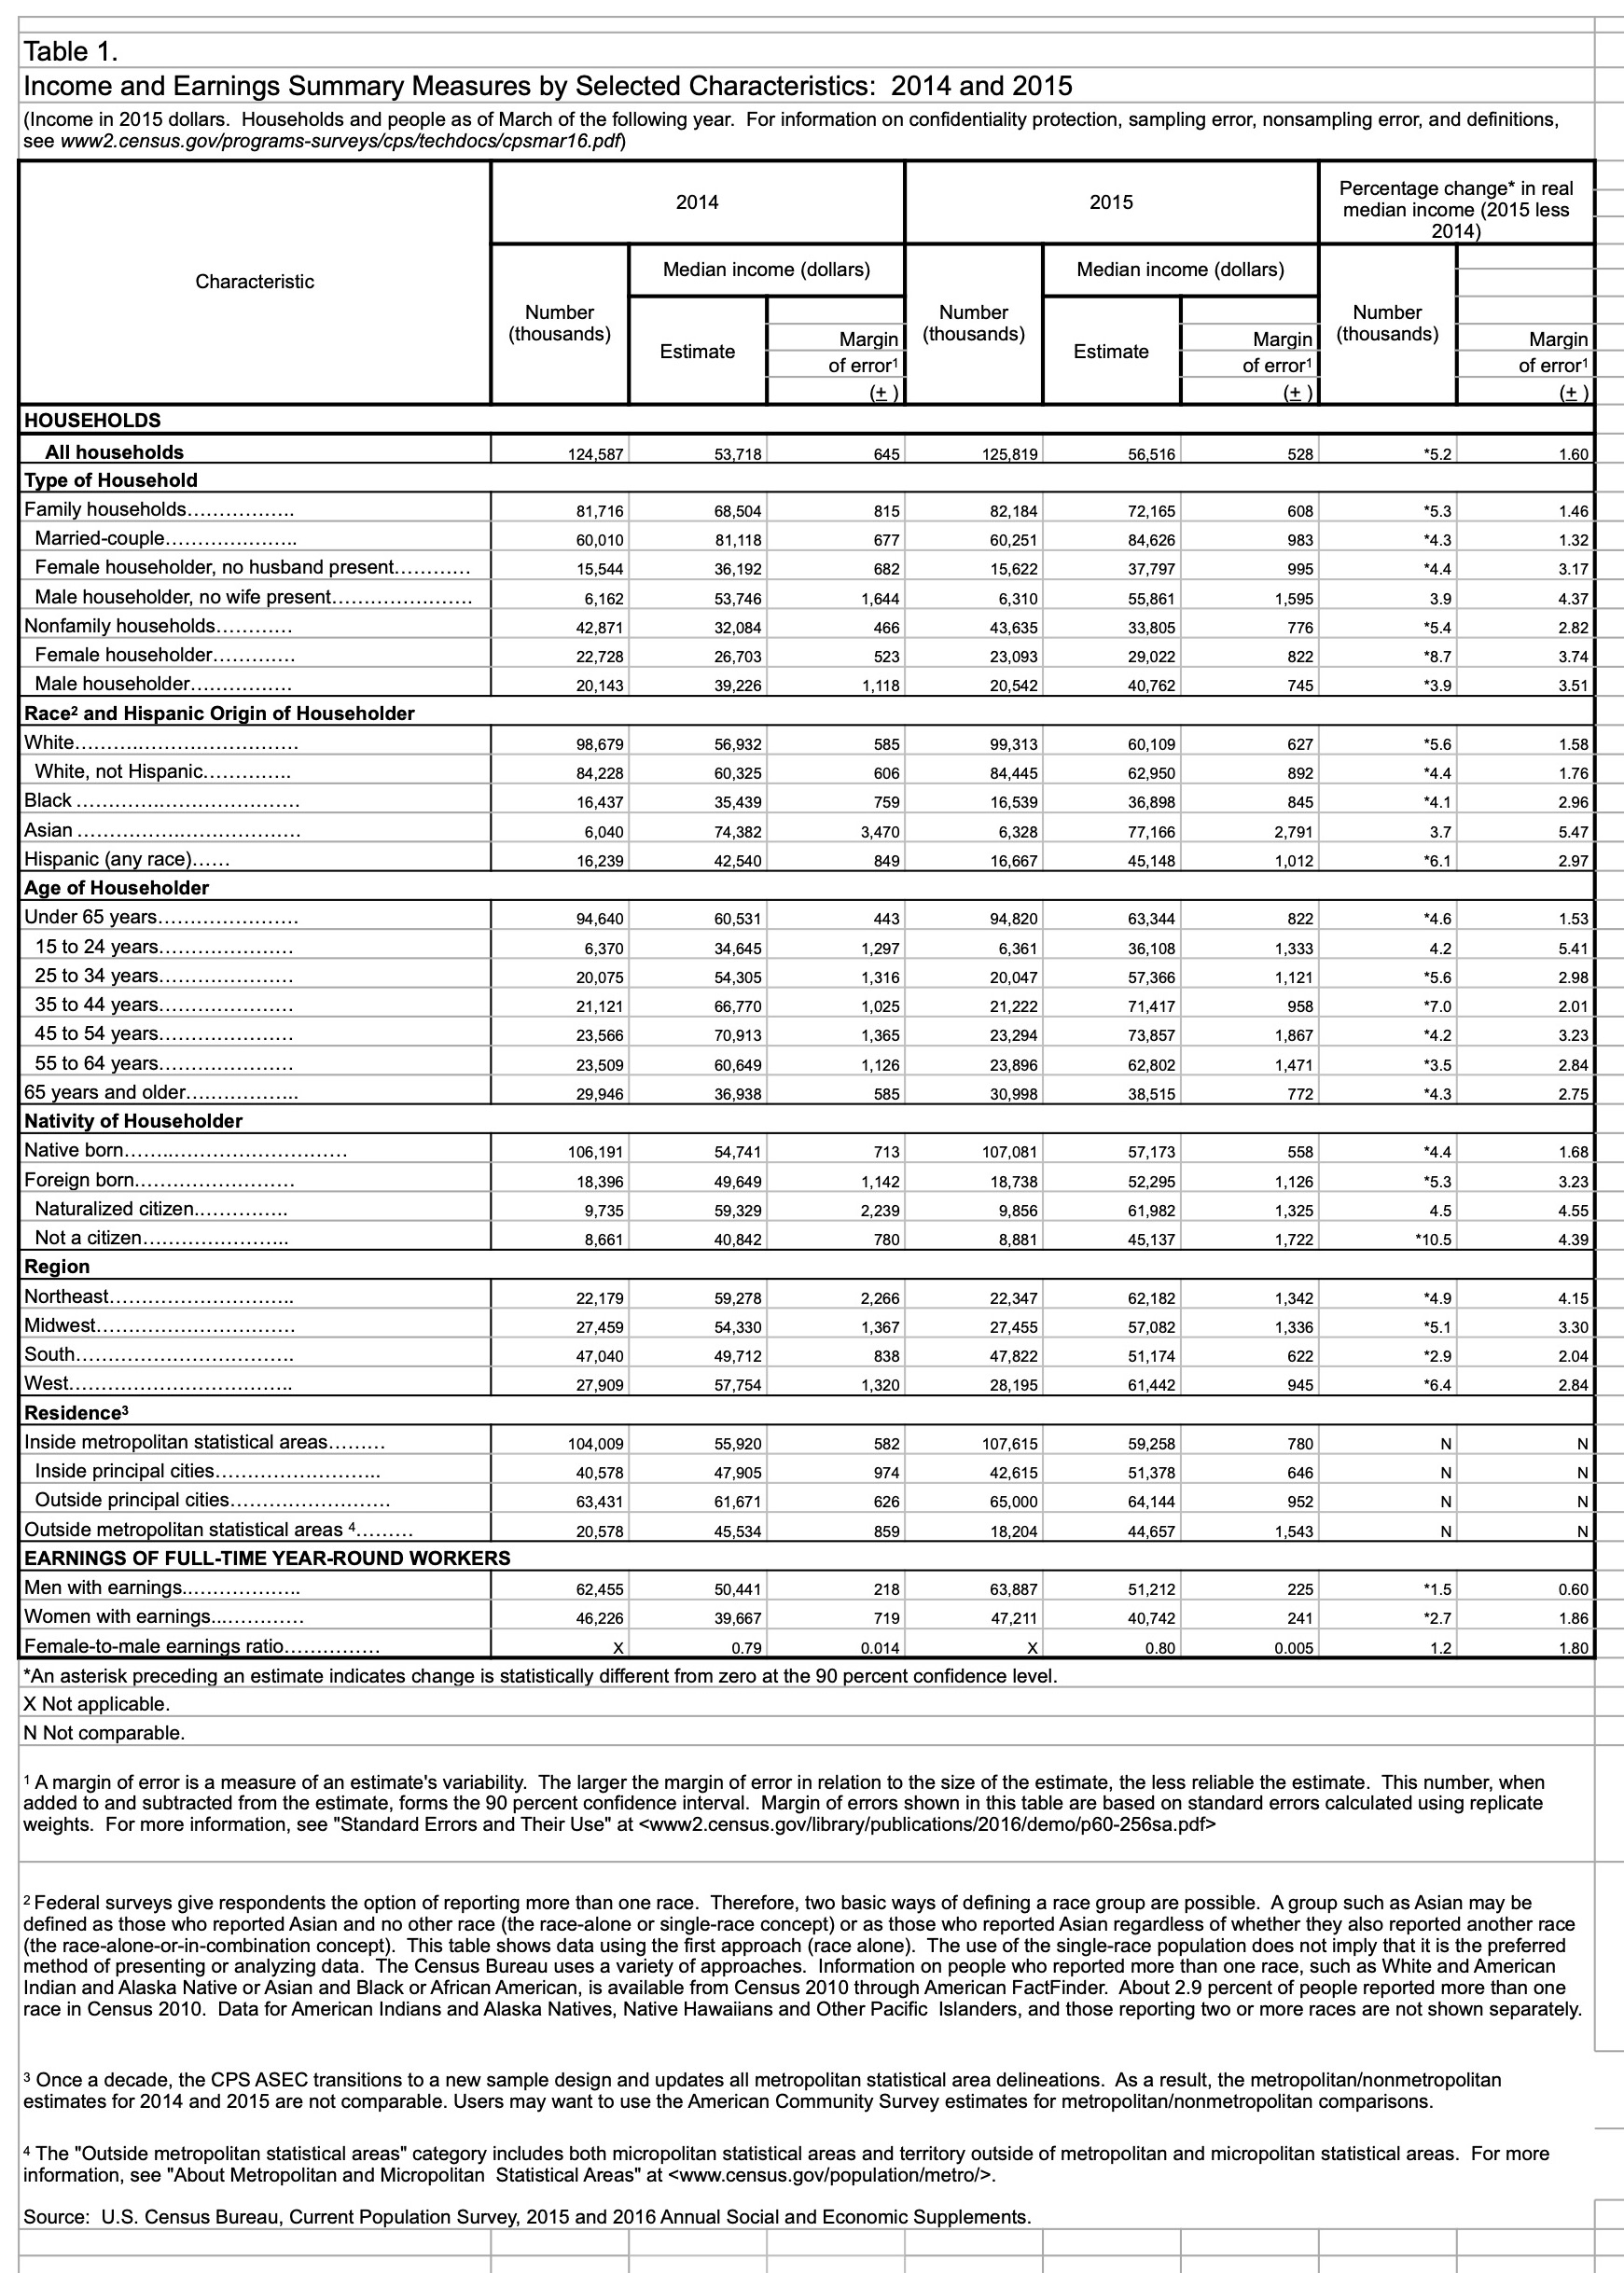 Table 1.
Income and Earnings Summary Measures by Selected Characteristics:  2014 and 2015
(Income in 2015 dollars.  Households and people as of March of the following year.  For information on confidentiality protection, sampling error, nonsampling error, and definitions,
see www2.census.gov/programs-surveys/cps/techdocs/cpsmar16.pdf)
Characteristic
2014
2015
Percentage change* in real
median income (2015 less
2014)
Number
(thousands)
Median income (dollars)
Estimate
Margin
of error1
(± )
Number
(thousands)
Median income (dollars)
Estimate
Margin
of error1
(± )
Number
(thousands)
Margin
of error1
(± )
HOUSEHOLDS
All households 124,587 53,718 645 125,819 56,516 528 *5.2 1.60
Type of Household
Family households…………….. 81,716 68,504 815 82,184 72,165 608 *5.3 1.46
Married-couple………………….. 60,010 81,118 677 60,251 84,626 983 *4.3 1.32
Female householder, no husband present………… 15,544 36,192 682 15,622 37,797 995 *4.4 3.17
Male householder, no wife present………………….. 6,162 53,746 1,644 6,310 55,861 1,595 3.9 4.37
Nonfamily households………… 42,871 32,084 466 43,635 33,805 776 *5.4 2.82
Female householder…………. 22,728 26,703 523 23,093 29,022 822 *8.7 3.74
Male householder……………. 20,143 39,226 1,118 20,542 40,762 745 *3.9 3.51
Race² and Hispanic Origin of Householder
White……………………………. 98,679 56,932 585 99,313 60,109 627 *5.6 1.58
White, not Hispanic………….. 84,228 60,325 606 84,445 62,950 892 *4.4 1.76
Black ……………………………. 16,437 35,439 759 16,539 36,898 845 *4.1 2.96
Asian ……………………………. 6,040 74,382 3,470 6,328 77,166 2,791 3.7 5.47
Hispanic (any race)…… 16,239 42,540 849 16,667 45,148 1,012 *6.1 2.97
Age of Householder
Under 65 years…………………. 94,640 60,531 443 94,820 63,344 822 *4.6 1.53
15 to 24 years………………… 6,370 34,645 1,297 6,361 36,108 1,333 4.2 5.41
25 to 34 years………………… 20,075 54,305 1,316 20,047 57,366 1,121 *5.6 2.98
35 to 44 years………………… 21,121 66,770 1,025 21,222 71,417 958 *7.0 2.01
45 to 54 years………………… 23,566 70,913 1,365 23,294 73,857 1,867 *4.2 3.23
55 to 64 years………………… 23,509 60,649 1,126 23,896 62,802 1,471 *3.5 2.84
65 years and older…………….. 29,946 36,938 585 30,998 38,515 772 *4.3 2.75
Nativity of Householder
Native born……………………………. 106,191 54,741 713 107,081 57,173 558 *4.4 1.68
Foreign born……………………. 18,396 49,649 1,142 18,738 52,295 1,126 *5.3 3.23
Naturalized citizen………….. 9,735 59,329 2,239 9,856 61,982 1,325 4.5 4.55
Not a citizen………………….. 8,661 40,842 780 8,881 45,137 1,722 *10.5 4.39
Region
Northeast……………………….. 22,179 59,278 2,266 22,347 62,182 1,342 *4.9 4.15
Midwest…………………………. 27,459 54,330 1,367 27,455 57,082 1,336 *5.1 3.30
South……………………………. 47,040 49,712 838 47,822 51,174 622 *2.9 2.04
West…………………………….. 27,909 57,754 1,320 28,195 61,442 945 *6.4 2.84
Residence³
Inside metropolitan statistical areas……… 104,009 55,920 582 107,615 59,258 780 N N
Inside principal cities…………………….. 40,578 47,905 974 42,615 51,378 646 N N
Outside principal cities…………………… 63,431 61,671 626 65,000 64,144 952 N N
Outside metropolitan statistical areas ⁴……… 20,578 45,534 859 18,204 44,657 1,543 N N
EARNINGS OF FULL-TIME YEAR-ROUND WORKERS
Men with earnings……………….. 62,455 50,441 218 63,887 51,212 225 *1.5 0.60
Women with earnings…………… 46,226 39,667 719 47,211 40,742 241 *2.7 1.86
Female-to-male earnings ratio…………… X 0.79 0.014 X 0.80 0.005 1.2 1.80
*An asterisk preceding an estimate indicates change is statistically different from zero at the 90 percent confidence level.
X Not applicable.
N Not comparable.
¹ A margin of error is a measure of an estimate's variability.  The larger the margin of error in relation to the size of the estimate, the less reliable the estimate.  This number, when
added to and subtracted from the estimate, forms the 90 percent confidence interval.  Margin of errors shown in this table are based on standard errors calculated using replicate
weights.  For more information, see "Standard Errors and Their Use" at <www2.census.gov/library/publications/2016/demo/p60-256sa.pdf>
² Federal surveys give respondents the option of reporting more than one race.  Therefore, two basic ways of defining a race group are possible.  A group such as Asian may be
defined as those who reported Asian and no other race (the race-alone or single-race concept) or as those who reported Asian regardless of whether they also reported another race
(the race-alone-or-in-combination concept).  This table shows data using the first approach (race alone).  The use of the single-race population does not imply that it is the preferred
method of presenting or analyzing data.  The Census Bureau uses a variety of approaches.  Information on people who reported more than one race, such as White and American
Indian and Alaska Native or Asian and Black or African American, is available from Census 2010 through American FactFinder.  About 2.9 percent of people reported more than one
race in Census 2010.  Data for American Indians and Alaska Natives, Native Hawaiians and Other Pacific  Islanders, and those reporting two or more races are not shown separately.
³ Once a decade, the CPS ASEC transitions to a new sample design and updates all metropolitan statistical area delineations.  As a result, the metropolitan/nonmetropolitan
estimates for 2014 and 2015 are not comparable. Users may want to use the American Community Survey estimates for metropolitan/nonmetropolitan comparisons.
⁴ The "Outside metropolitan statistical areas" category includes both micropolitan statistical areas and territory outside of metropolitan and micropolitan statistical areas.  For more
information, see "About Metropolitan and Micropolitan  Statistical Areas" at <www.census.gov/population/metro/>.
Source:  U.S. Census Bureau, Current Population Survey, 2015 and 2016 Annual Social and Economic Supplements.